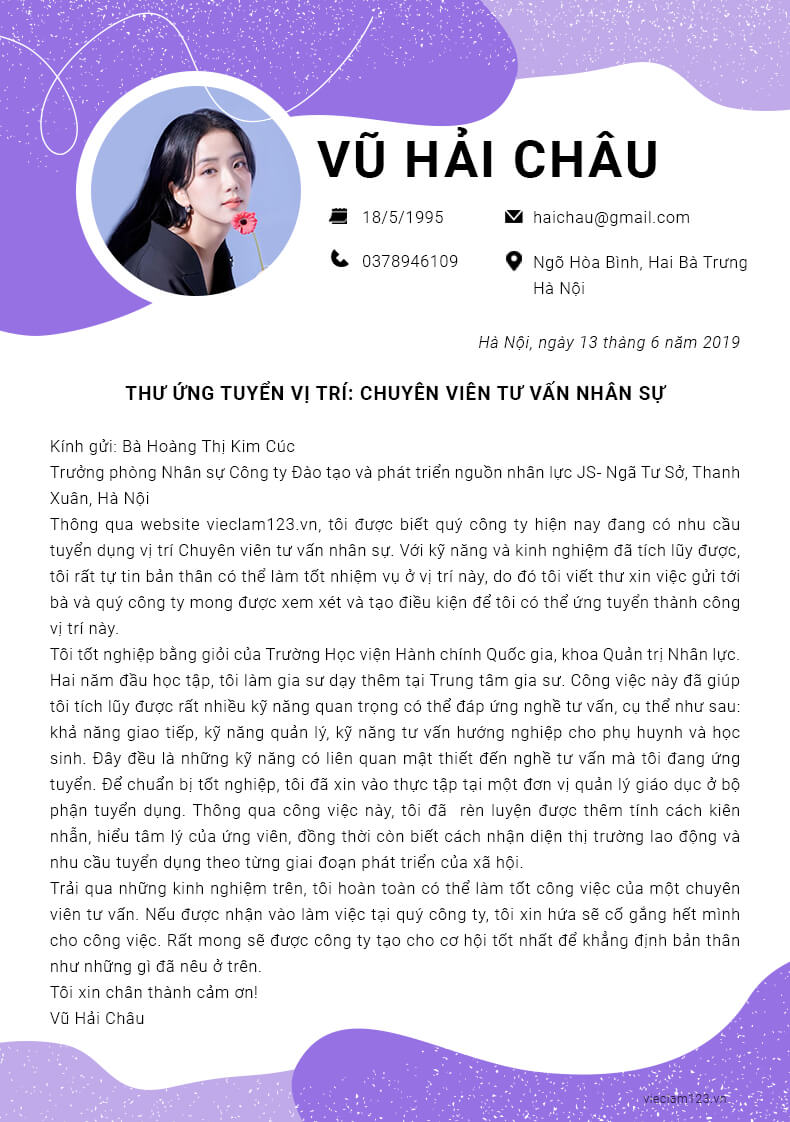 VŨ HẢI CHÂU
18/5/1995
haichau@gmail.com
0378946109
Ngõ Hòa Bình, Hai Bà Trưng
Hà Nội
Hà Nội, ngày 13 tháng 6 năm 2019
THƯ ỨNG TUYỂN VỊ TRÍ: CHUYÊN VIÊN TƯ VẤN NHÂN SỰ
Kính gửi: Bà Hoàng Thị Kim Cúc
Trưởng phòng Nhân sự Công ty Đào tạo và phát triển nguồn nhân lực JS- Ngã Tư Sở, Thanh
Xuân, Hà Nội
Thông qua website vieclam123.vn, tôi được biết quý công ty hiện nay đang có nhu cầu
tuyển dụng vị trí Chuyên viên tư vấn nhân sự. Với kỹ năng và kinh nghiệm đã tích lũy được,
tôi rất tự tin bản thân có thể làm tốt nhiệm vụ ở vị trí này, do đó tôi viết thư xin việc gửi tới
bà và quý công ty mong được xem xét và tạo điều kiện để tôi có thể ứng tuyển thành công
vị trí này.
Tôi tốt nghiệp bằng giỏi của Trường Học viện Hành chính Quốc gia, khoa Quản trị Nhân lực.
Hai năm đầu học tập, tôi làm gia sư dạy thêm tại Trung tâm gia sư. Công việc này đã giúp
tôi tích lũy được rất nhiều kỹ năng quan trọng có thể đáp ứng nghề tư vấn, cụ thể như sau:
khả năng giao tiếp, kỹ năng quản lý, kỹ năng tư vấn hướng nghiệp cho phụ huynh và học
sinh. Đây đều là những kỹ năng có liên quan mật thiết đến nghề tư vấn mà tôi đang ứng
tuyển. Để chuẩn bị tốt nghiệp, tôi đã xin vào thực tập tại một đơn vị quản lý giáo dục ở bộ
phận tuyển dụng. Thông qua công việc này, tôi đã rèn luyện được thêm tính cách kiên
nhẫn, hiểu tâm lý của ứng viên, đồng thời còn biết cách nhận diện thị trường lao động và
nhu cầu tuyển dụng theo từng giai đoạn phát triển của xã hội.
Trải qua những kinh nghiệm trên, tôi hoàn toàn có thể làm tốt công việc của một chuyên
viên tư vấn. Nếu được nhận vào làm việc tại quý công ty, tôi xin hứa sẽ cố gắng hết mình
cho công việc. Rất mong sẽ được công ty tạo cho cơ hội tốt nhất để khẳng định bản thân
như những gì đã nêu ở trên.
Tôi xin chân thành cảm ơn!
Vũ Hải Châu
vieclam123.vn